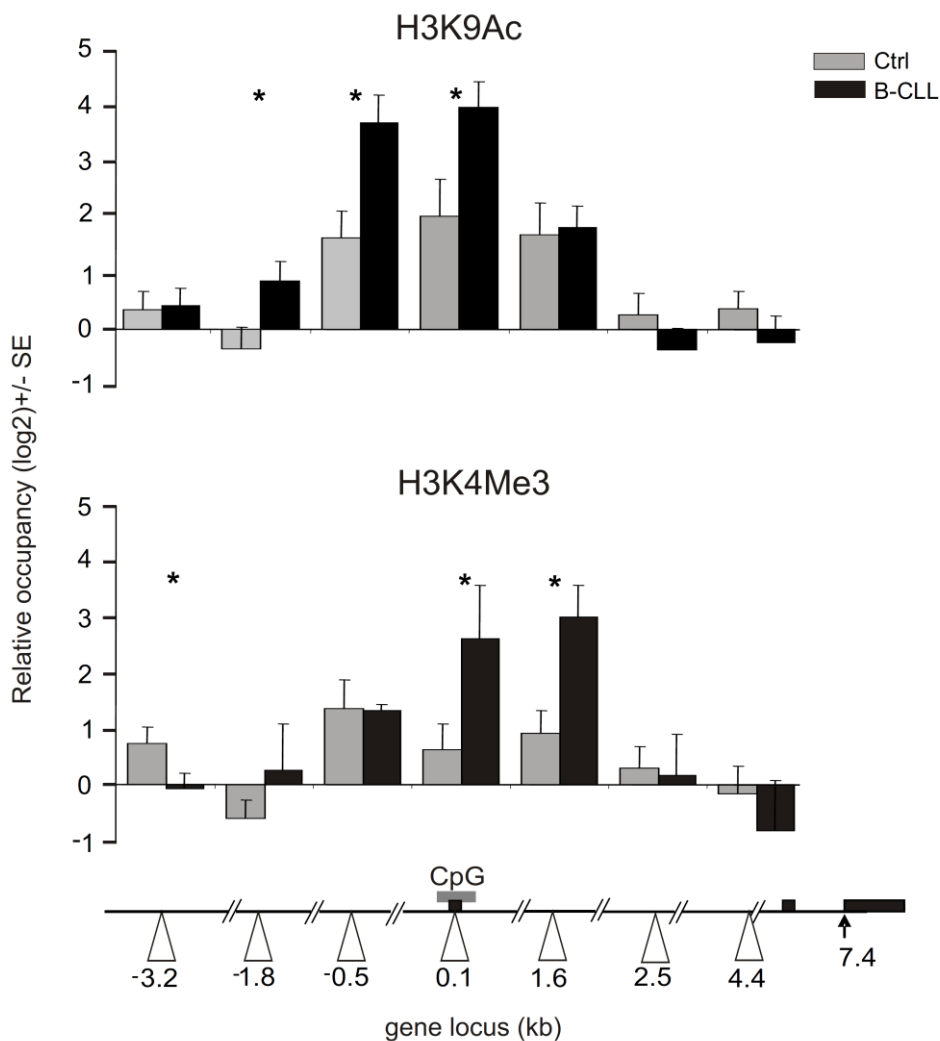 H3K9Ac
Ctrl
B-CLL
5
4
3
2
1
0
-1
* * *
Relative occupancy (log2)+/- SE
H3K4Me3
5
4
3
2
1
0
-1
* * *
CpG
-3.2 -1.8 -0.5 0.1 1.6 2.5 4.4 7.4
gene locus (kb)